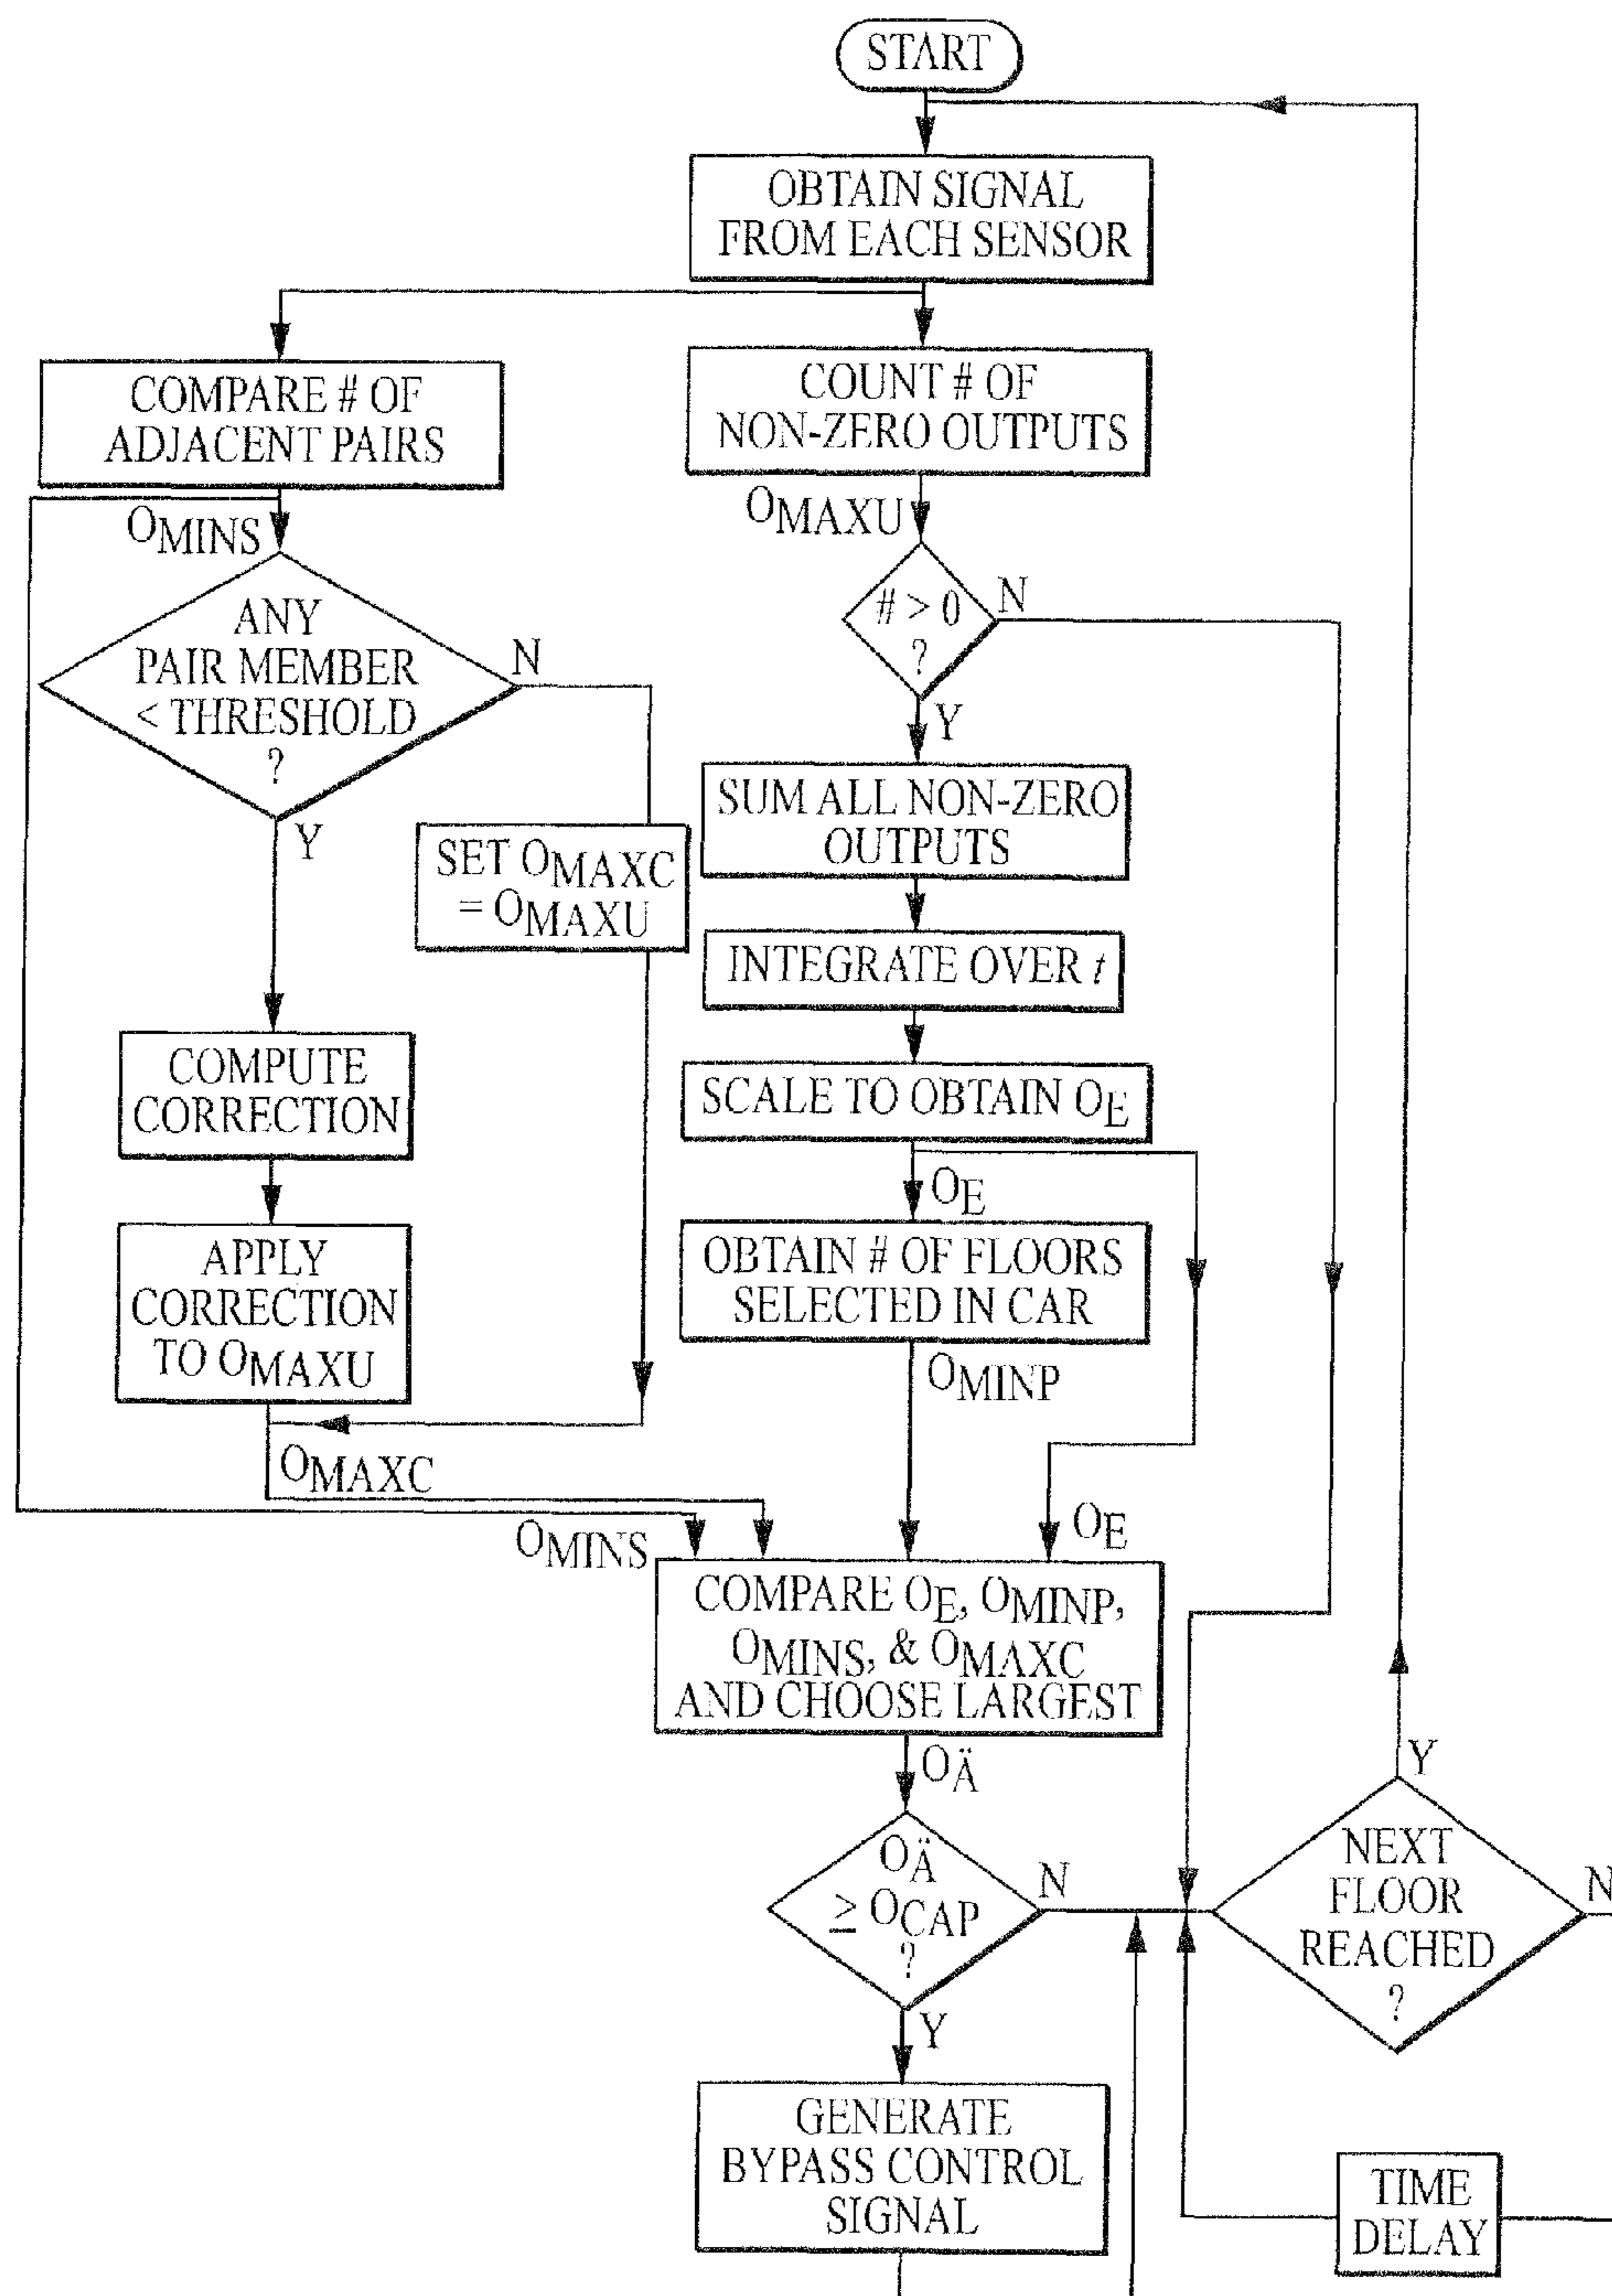 START
OBTAIN SIGNAL
FROM EACH SENSOR
COMPARE # OF
ADJACENT PAIRS
COUNT # OF
NON-ZERO OUTPUTS
OMINS
OMAXU
ANY
PAIR MEMBER
< THRESHOLD
?
N
Y
# > 0
?
N
Y
SET OMAXC
= OMAXU
SUM ALL NON-ZERO
OUTPUTS
INTEGRATE OVER t
COMPUTE
CORRECTION
SCALE TO OBTAIN OE
OE
APPLY
CORRECTION
TO OMAXU
OBTAIN # OF FLOORS
SELECTED IN CAR
OMINP
OMAXC
OMINS
OE
COMPARE OE, OMINP,
OMINS, & OMAXC
AND CHOOSE LARGEST
OÄ
OÄ
≥ OCAP
?
N
Y
NEXT
FLOOR
REACHED
?
Y
N
GENERATE
BYPASS CONTROL
SIGNAL
TIME
DELAY